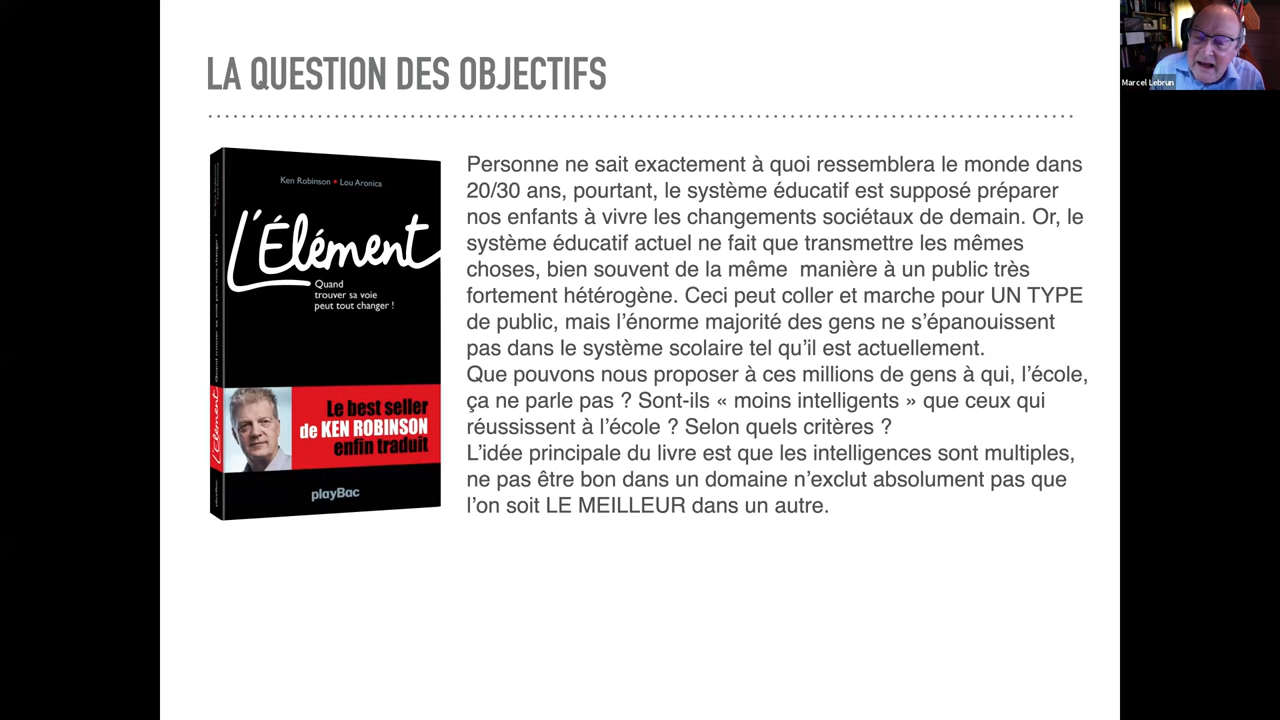 LA QUESTION DES OBJECTIFS
Marcel Lebrun
Ken Robinson • Lou Aronica
L'Élément
Quand
trouver sa voie
peut tout changer !
Le best seller
de KEN ROBINSON
enfin traduit
playBac
L'Élément
Personne ne sait exactement à quoi ressemblera le monde dans
20/30 ans, pourtant, le système éducatif est supposé préparer
nos enfants à vivre les changements sociétaux de demain. Or, le
système éducatif actuel ne fait que transmettre les mêmes
choses, bien souvent de la même  manière à un public très
fortement hétérogène. Ceci peut coller et marche pour UN TYPE
de public, mais l’énorme majorité des gens ne s’épanouissent
pas dans le système scolaire tel qu’il est actuellement.
Que pouvons nous proposer à ces millions de gens à qui, l’école,
ça ne parle pas ? Sont-ils « moins intelligents » que ceux qui
réussissent à l’école ? Selon quels critères ?
L’idée principale du livre est que les intelligences sont multiples,
ne pas être bon dans un domaine n’exclut absolument pas que
l’on soit LE MEILLEUR dans un autre.